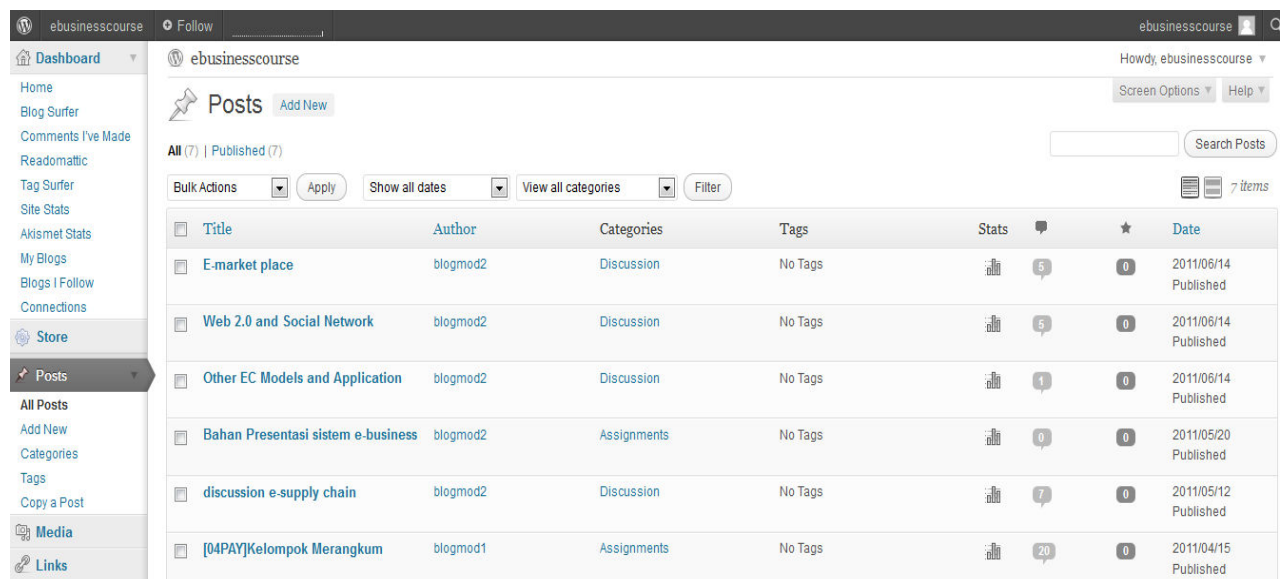 ebusinesscourse Follow ebusinesscourse
Dashboard
Home
Blog Surfer
Comments I've Made
Readomattic
Tag Surfer
Site Stats
Akismet Stats
My Blogs
Blogs I Follow
Connections
Store
Posts
All Posts
Add New
Categories
Tags
Copy a Post
Media
Links
ebusinesscourse Howdy, ebusinesscourse
Screen Options Help
Posts Add New
All (7) | Published (7)
Search Posts
Bulk Actions Apply Show all dates View all categories Filter 7 items
Title Author Categories Tags Stats Date
E-market place blogmod2 Discussion No Tags 5 0 2011/06/14
Published
Web 2.0 and Social Network blogmod2 Discussion No Tags 5 0 2011/06/14
Published
Other EC Models and Application blogmod2 Discussion No Tags 1 0 2011/06/14
Published
Bahan Presentasi sistem e-business blogmod2 Assignments No Tags 0 0 2011/05/20
Published
discussion e-supply chain blogmod2 Discussion No Tags 7 0 2011/05/12
Published
[04PAY]Kelompok Merangkum blogmod1 Assignments No Tags 20 0 2011/04/15
Published